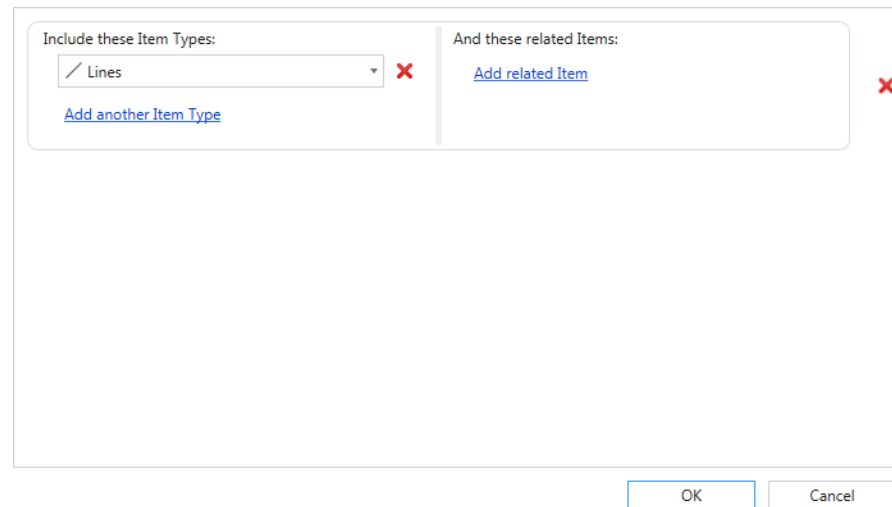 Include these Item Types:
Lines
Add another Item Type
And these related Items:
Add related Item
OK
Cancel